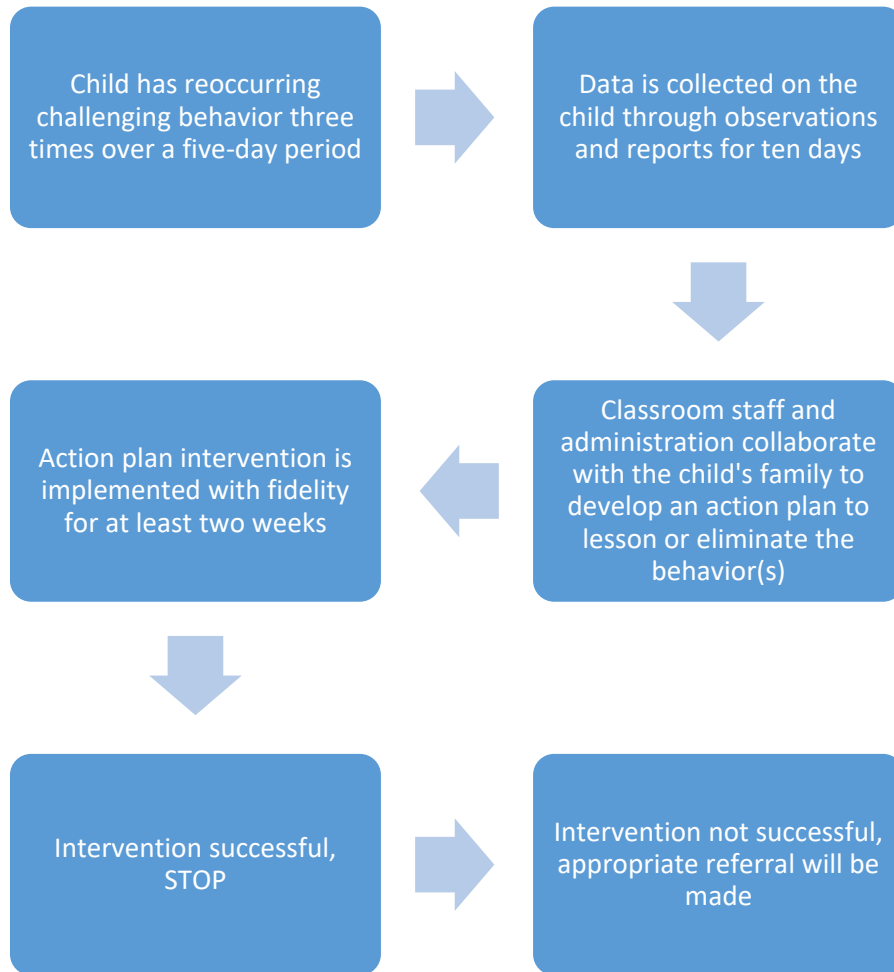 Child has reoccurring
challenging behavior three
times over a five-day period
Data is collected on the
child through observations
and reports for ten days
Classroom staff and
administration collaborate
with the child's family to
develop an action plan to
lesson or eliminate the
behavior(s)
Action plan intervention is
implemented with fidelity
for at least two weeks
Intervention successful,
STOP
Intervention not successful,
appropriate referral will be
made